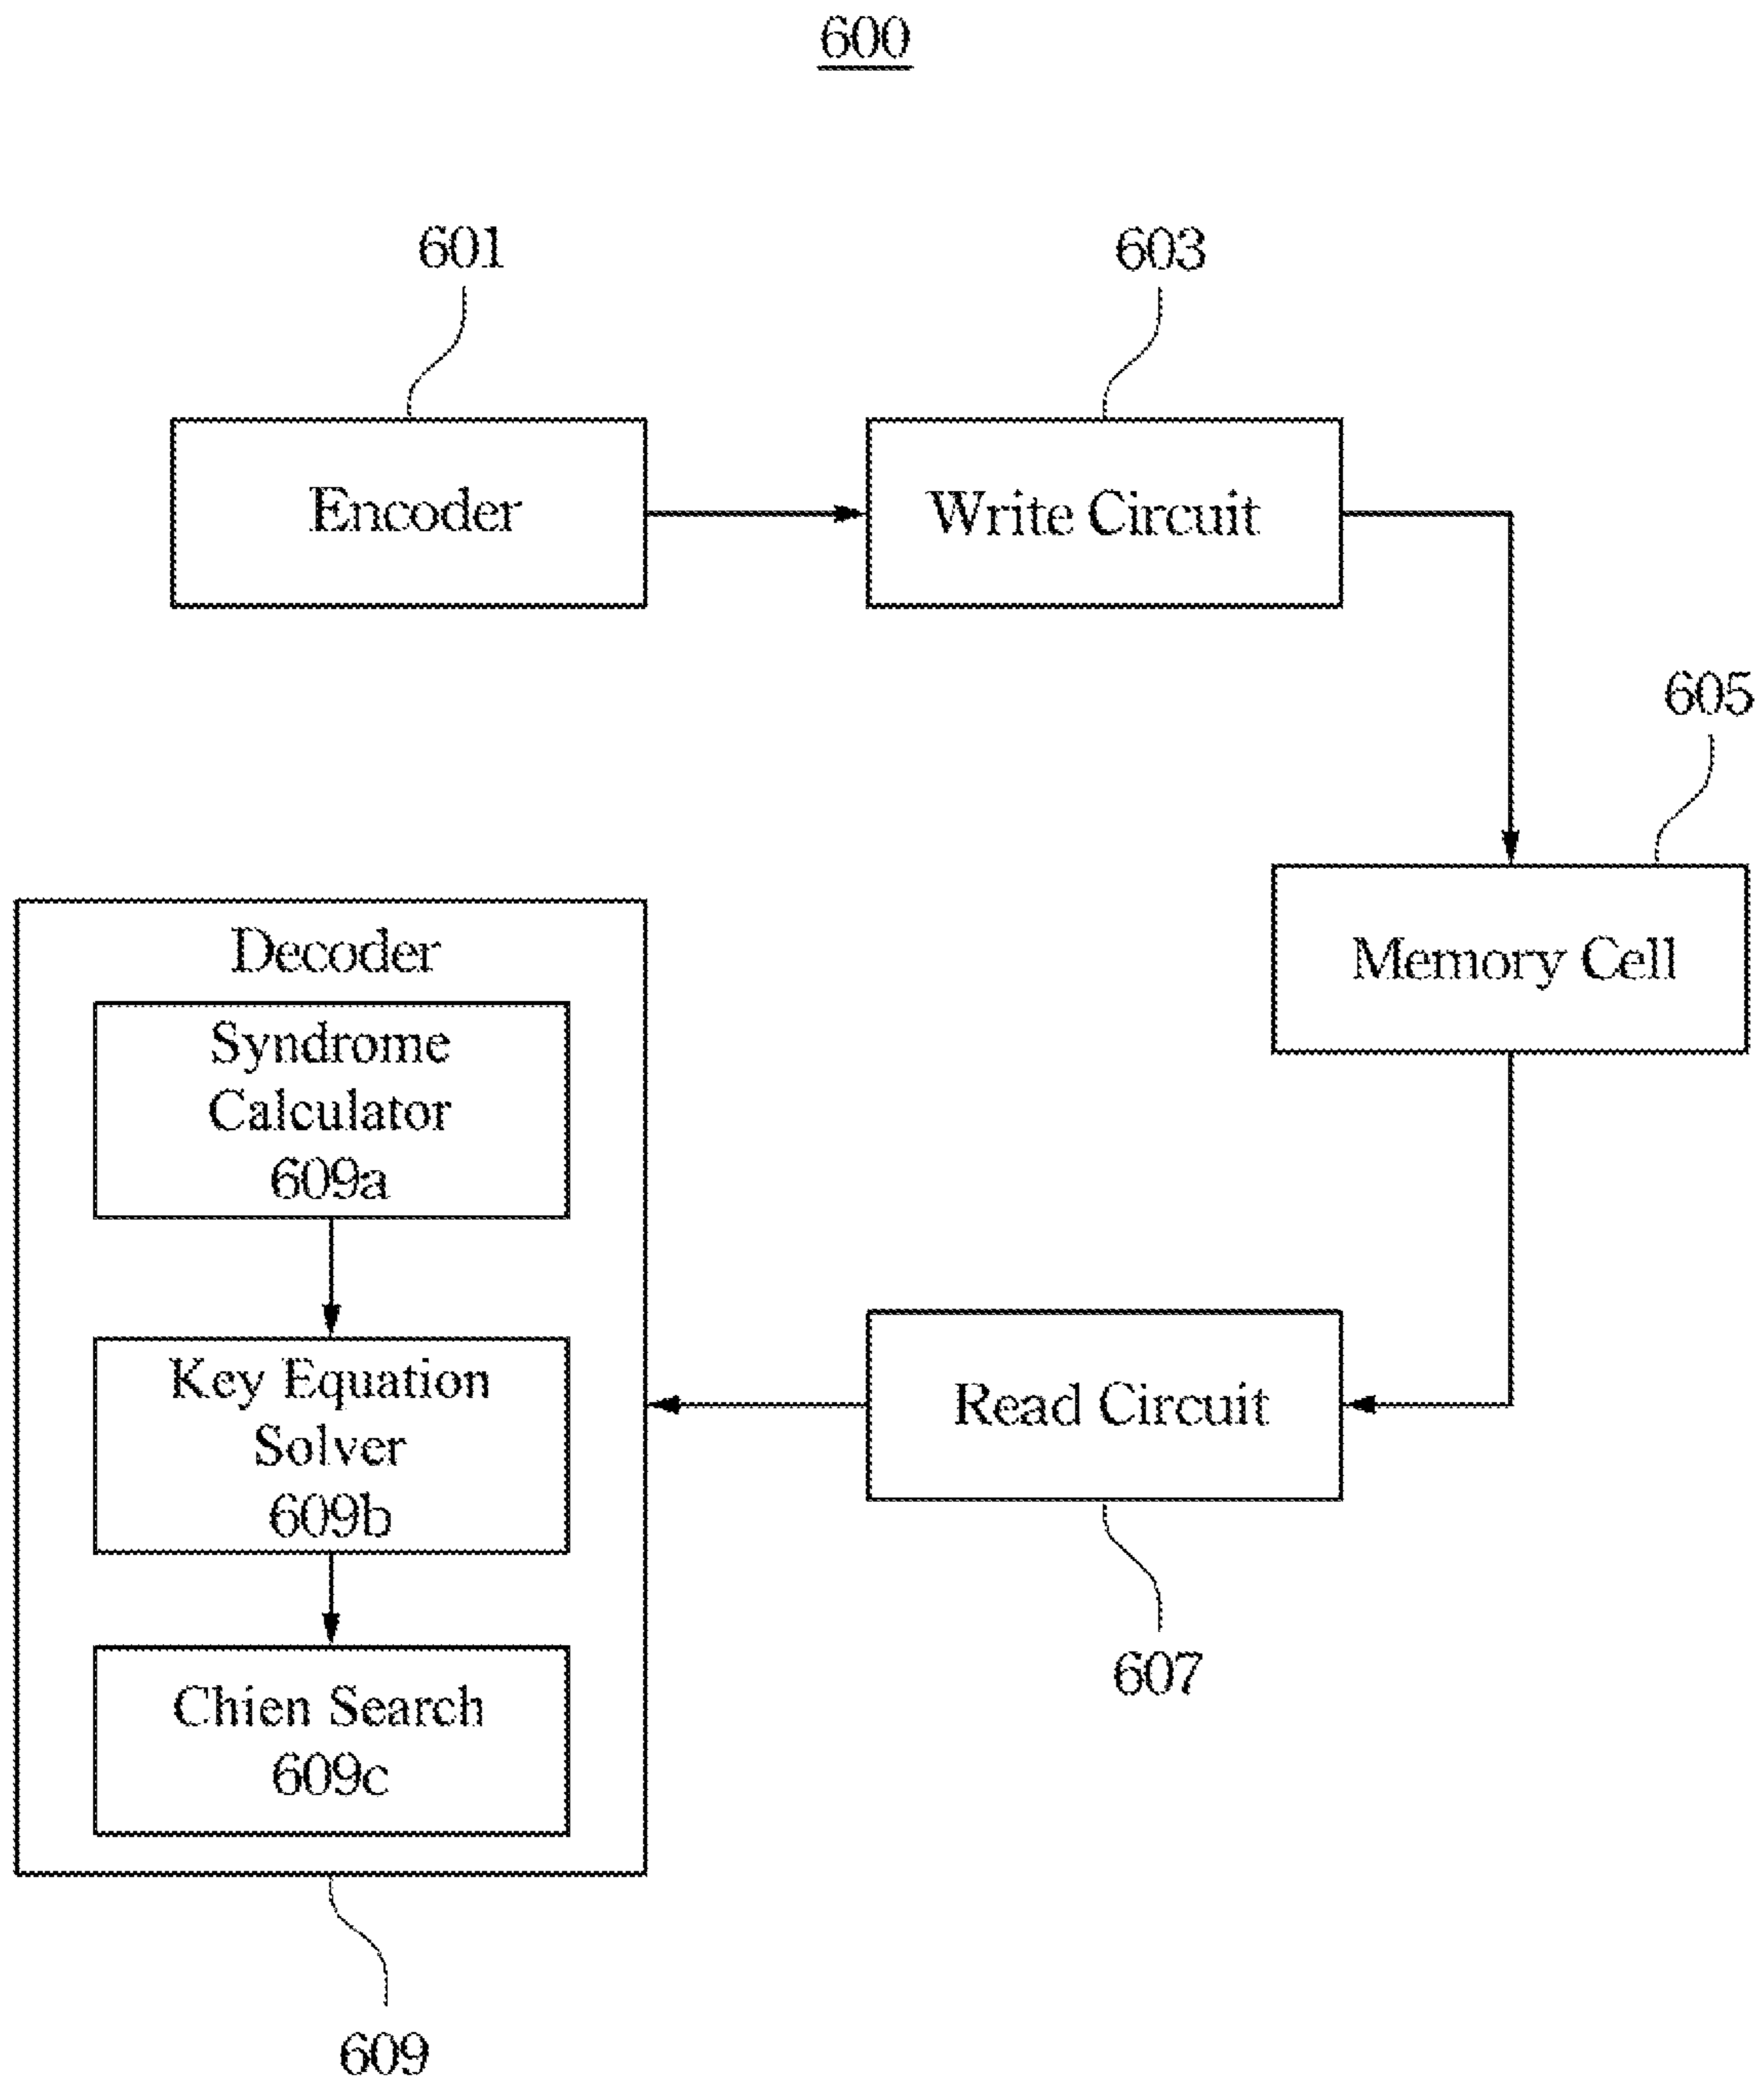 600
601
603
Encoder
Write Circuit
605
Memory Cell
Decoder
Syndrome
Calculator
609a
Key Equation
Solver
609b
Read Circuit
607
Chien Search
609c
609